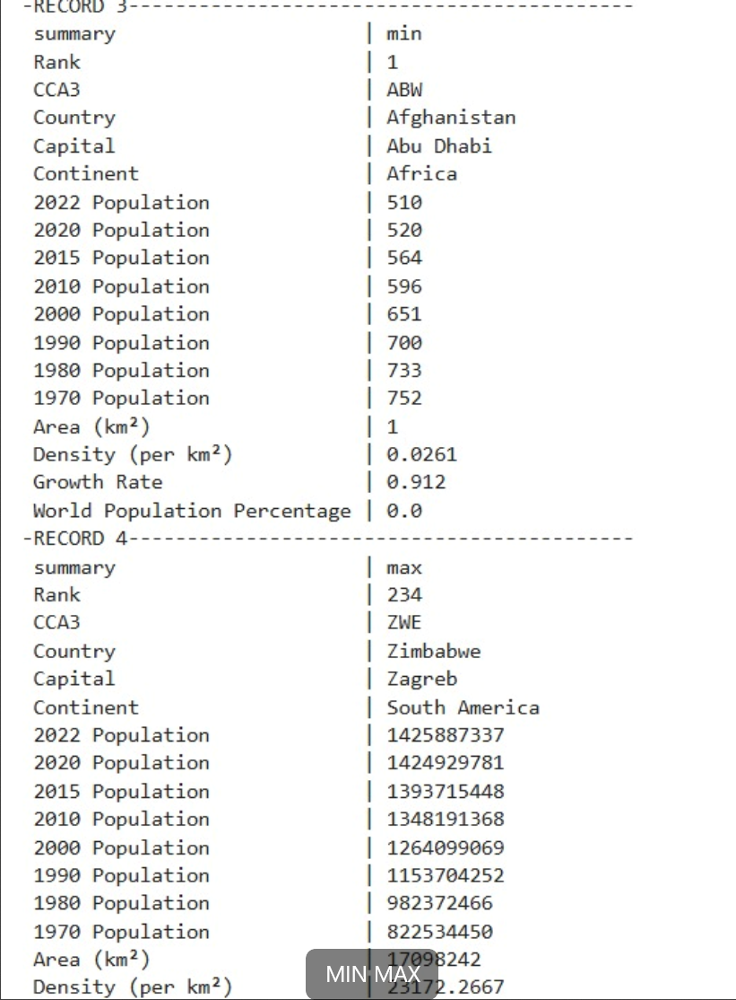 -RECORD 3-------------------------------------------
summary | min
Rank | 1
CCA3 | ABW
Country | Afghanistan
Capital | Abu Dhabi
Continent | Africa
2022 Population | 510
2020 Population | 520
2015 Population | 564
2010 Population | 596
2000 Population | 651
1990 Population | 700
1980 Population | 733
1970 Population | 752
Area (km²) | 1
Density (per km²) | 0.0261
Growth Rate | 0.912
World Population Percentage | 0.0
-RECORD 4-------------------------------------------
summary | max
Rank | 234
CCA3 | ZWE
Country | Zimbabwe
Capital | Zagreb
Continent | South America
2022 Population | 1425887337
2020 Population | 1424929781
2015 Population | 1393715448
2010 Population | 1348191368
2000 Population | 1264099069
1990 Population | 1153704252
1980 Population | 982372466
1970 Population | 822534450
Area (km²) | 17098242
Density (per km²) | 23172.2667
MIN MAX